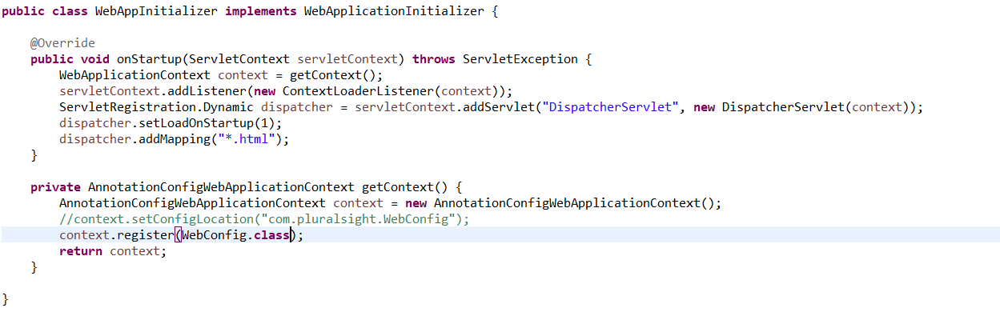 public class WebAppInitializer implements WebApplicationInitializer {
@Override
public void onStartup(ServletContext servletContext) throws ServletException {
WebApplicationContext context = getContext();
servletContext.addListener(new ContextLoaderListener(context));
ServletRegistration.Dynamic dispatcher = servletContext.addServlet("DispatcherServlet", new DispatcherServlet(context));
dispatcher.setLoadOnStartup(1);
dispatcher.addMapping("*.html");
}
private AnnotationConfigWebApplicationContext getContext() {
AnnotationConfigWebApplicationContext context = new AnnotationConfigWebApplicationContext();
//context.setConfigLocation("com.pluralsight.WebConfig");
context.register(WebConfig.class);
return context;
}
}